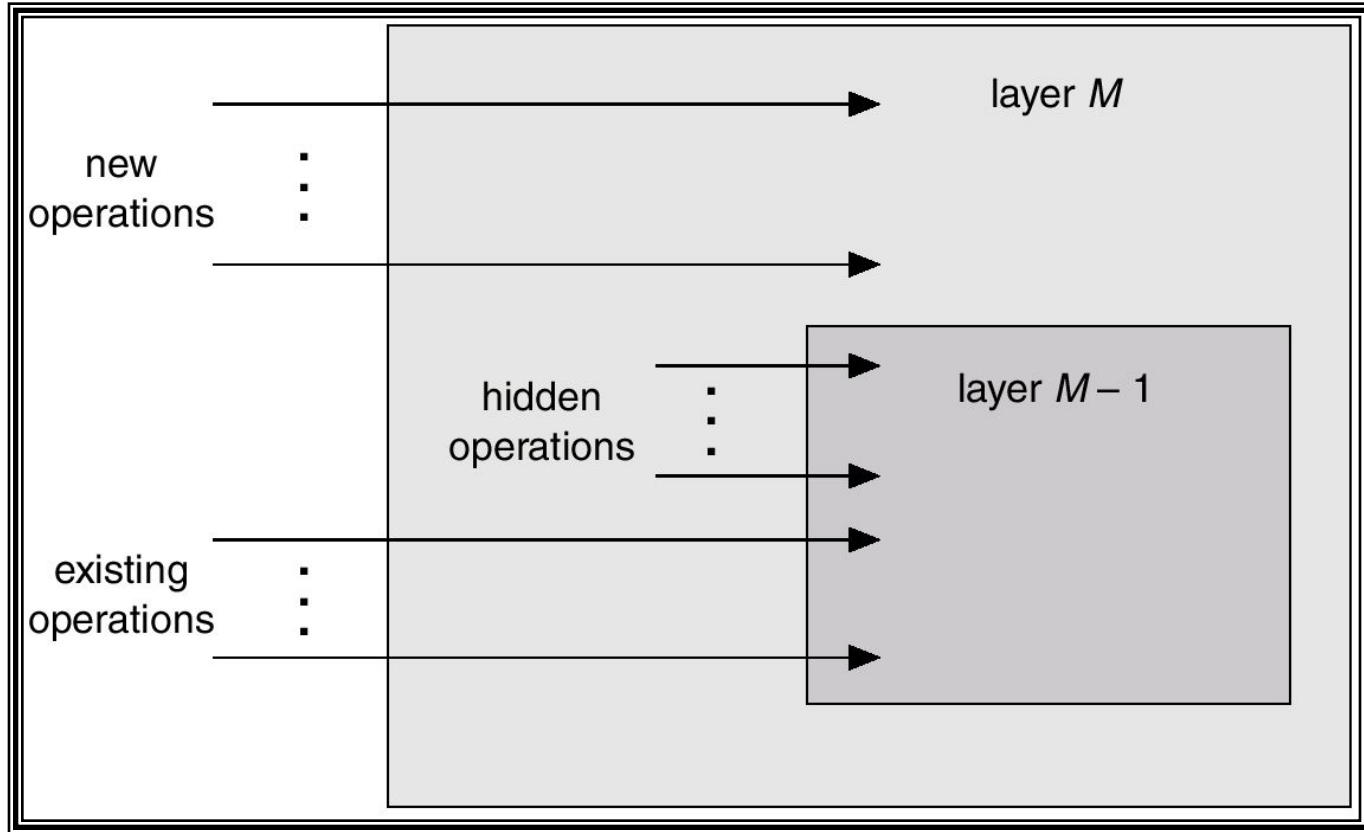 layer M
new
operations
hidden
operations
layer M – 1
existing
operations